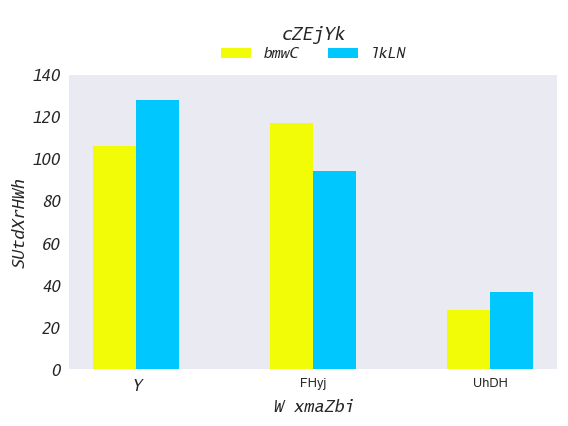 cZEjYk
bmwC lkLN
140
120
100
80
60
40
20
0
SUtdXrHWh
Y FHyj UhDH
W xmaZbi